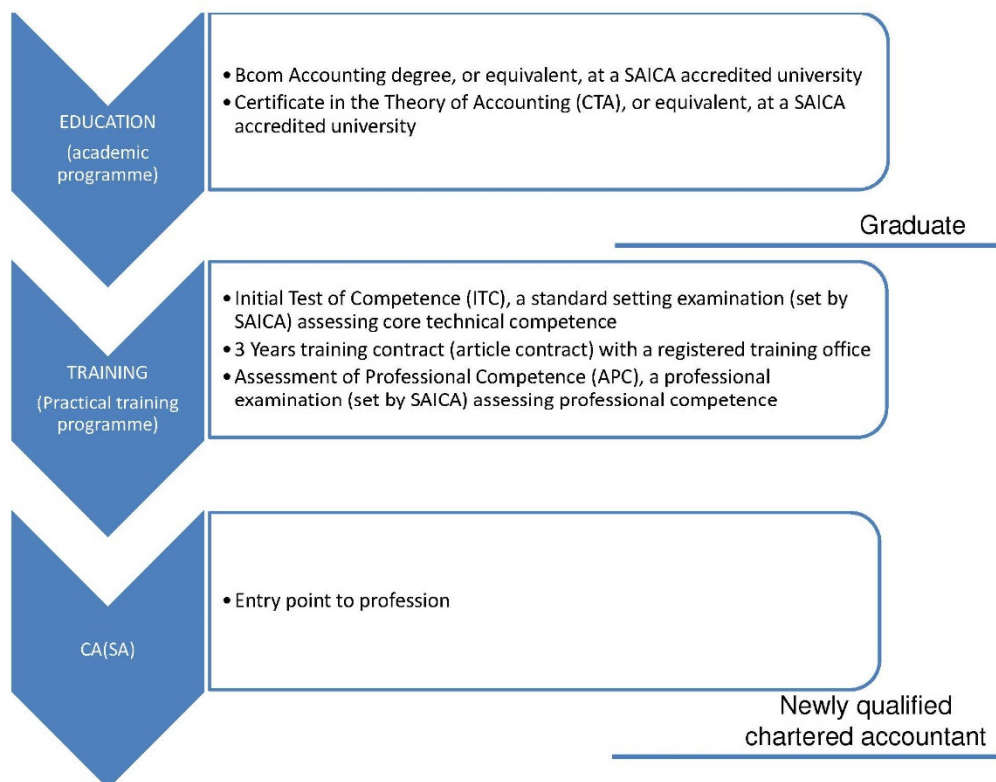 EDUCATION
(academic
programme)
• Bcom Accounting degree, or equivalent, at a SAICA accredited university
• Certificate in the Theory of Accounting (CTA), or equivalent, at a SAICA
accredited university
Graduate
TRAINING
(Practical training
programme)
• Initial Test of Competence (ITC), a standard setting examination (set by
SAICA) assessing core technical competence
• 3 Years training contract (article contract) with a registered training office
• Assessment of Professional Competence (APC), a professional
examination (set by SAICA) assessing professional competence
CA(SA)
• Entry point to profession
Newly qualified
chartered accountant